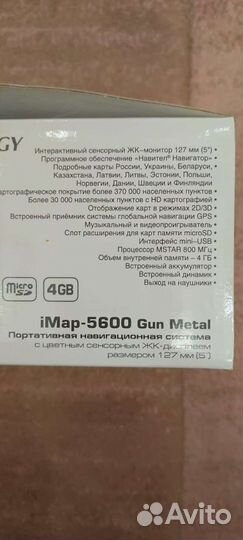 GY
Интерактивный сенсорный ЖК-монитор 127 мм (5")
Программное обеспечение «Навител Навигатор»
Подробные карты России, Украины, Беларуси,
Казахстана, Латвии, Литвы, Эстонии, Польши,
Норвегии, Дании, Швеции и Финляндии
артографическое покрытие более 370 000 населенных пунктов
Более 30 000 населенных пунктов с HD картографией
Отображение карт в режимах 2D/3D
Встроенный приёмник системы глобальной навигации GPS
Музыкальный и видеопроигрыватель
Слот расширения для карт памяти microSD
Интерфейс mini-USB
Процессор MSTAR 800 МГц
Объем внутренней памяти – 4 ГБ
Встроенный аккумулятор
Встроенный динамик
Выход на наушники
micro SD 4GB
iMap-5600 Gun Metal
Портативная навигационная система
с цветным сенсорным ЖК-дисплеем
размером 127 мм (5")
Avito